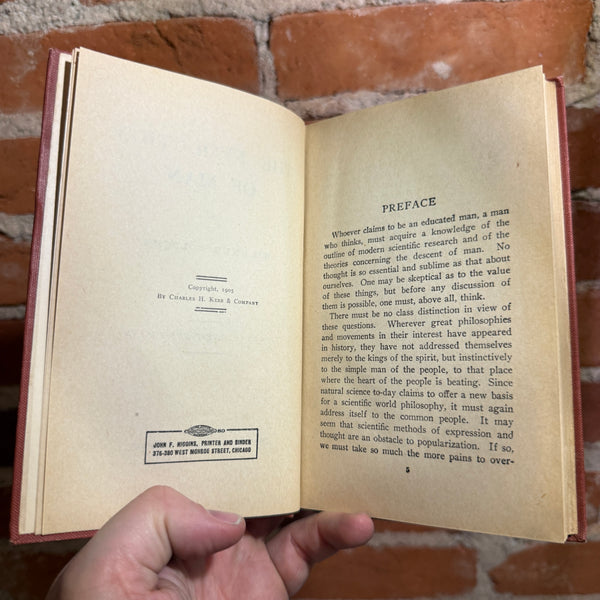 Copyright, 1905
BY CHARLES H. KERR & COMPANY
80
JOHN F. HIGGINS, PRINTER AND BINDER
376-380 WEST MONROE STREET, CHICAGO
PREFACE
Whoever claims to be an educated man, a man
who thinks, must acquire a knowledge of the
outline of modern scientific research and of the
theories concerning the descent of man. No
thought is so essential and sublime as that about
ourselves. One may be skeptical as to the value
of these things, but before any discussion of
them is possible, one must, above all, think.
There must be no class distinction in view of
these questions. Wherever great philosophies
and movements in their interest have appeared
in history, they have not addressed themselves
merely to the kings of the spirit, but instinctively
to the simple man of the people, to that place
where the heart of the people is beating. Since
natural science to-day claims to offer a new basis
for a scientific world philosophy, it must again
address itself to the common people. It may
seem that scientific methods of expression and
thought are an obstacle to popularization. If so,
we must take so much the more pains to over-
5